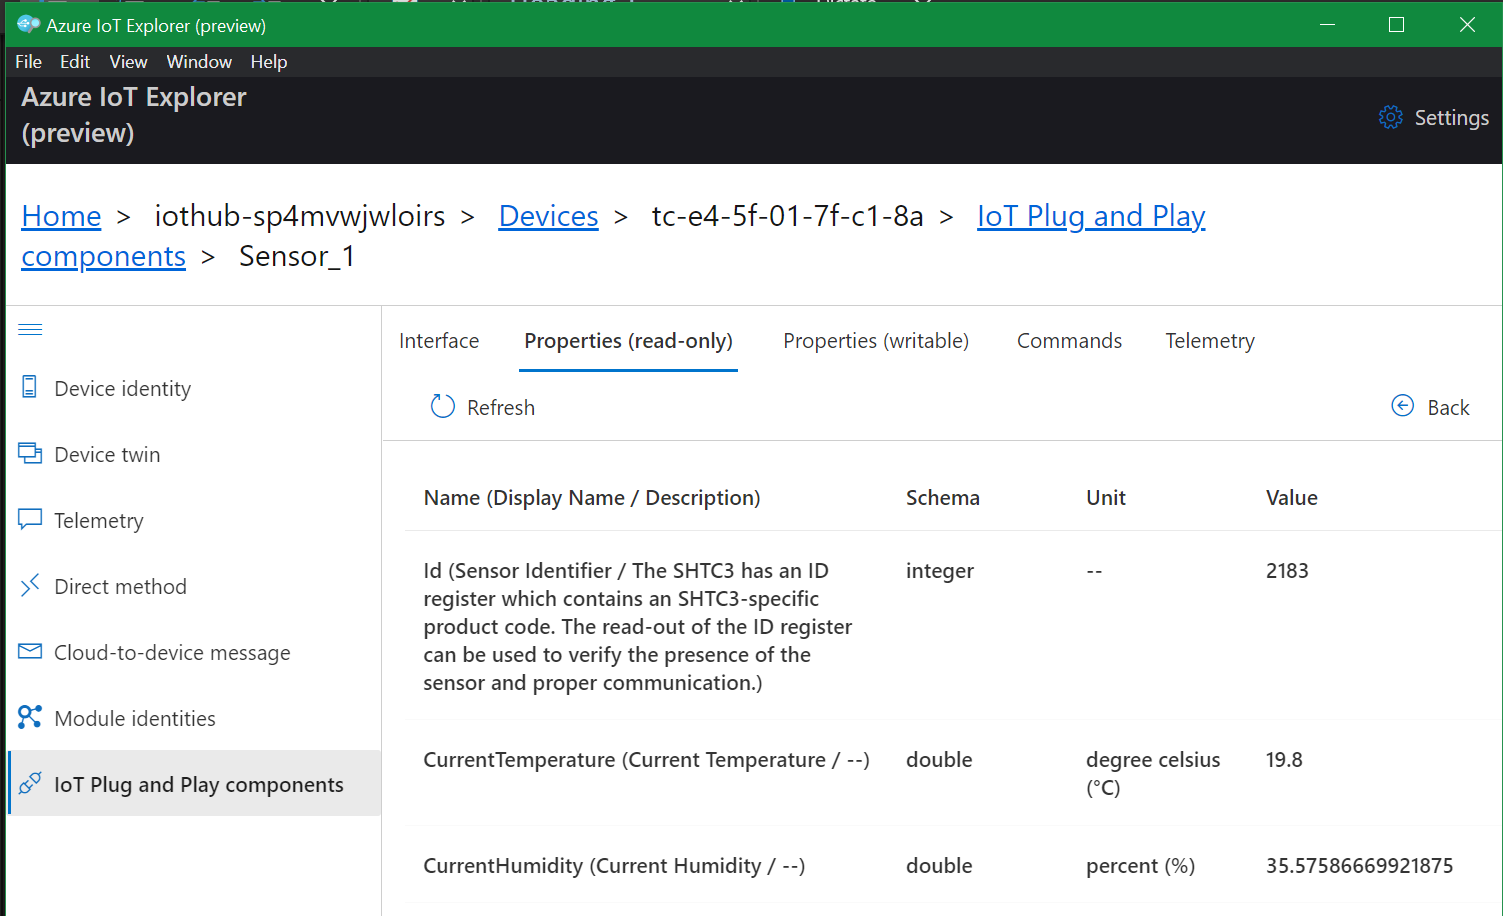 Azure IoT Explorer (preview)
File Edit View Window Help
Azure IoT Explorer
(preview)
Settings
Home > iothub-sp4mvwjwloirs > Devices > tc-e4-5f-01-7f-c1-8a > IoT Plug and Play
components > Sensor_1
Device identity
Device twin
Telemetry
Direct method
Cloud-to-device message
Module identities
IoT Plug and Play components
Interface Properties (read-only) Properties (writable) Commands Telemetry
Refresh Back
Name (Display Name / Description) Schema Unit Value
Id (Sensor Identifier / The SHTC3 has an ID integer -- 2183
register which contains an SHTC3-specific
product code. The read-out of the ID register
can be used to verify the presence of the
sensor and proper communication.)
CurrentTemperature (Current Temperature / --) double degree celsius 19.8
(°C)
CurrentHumidity (Current Humidity / --) double percent (%) 35.57586669921875